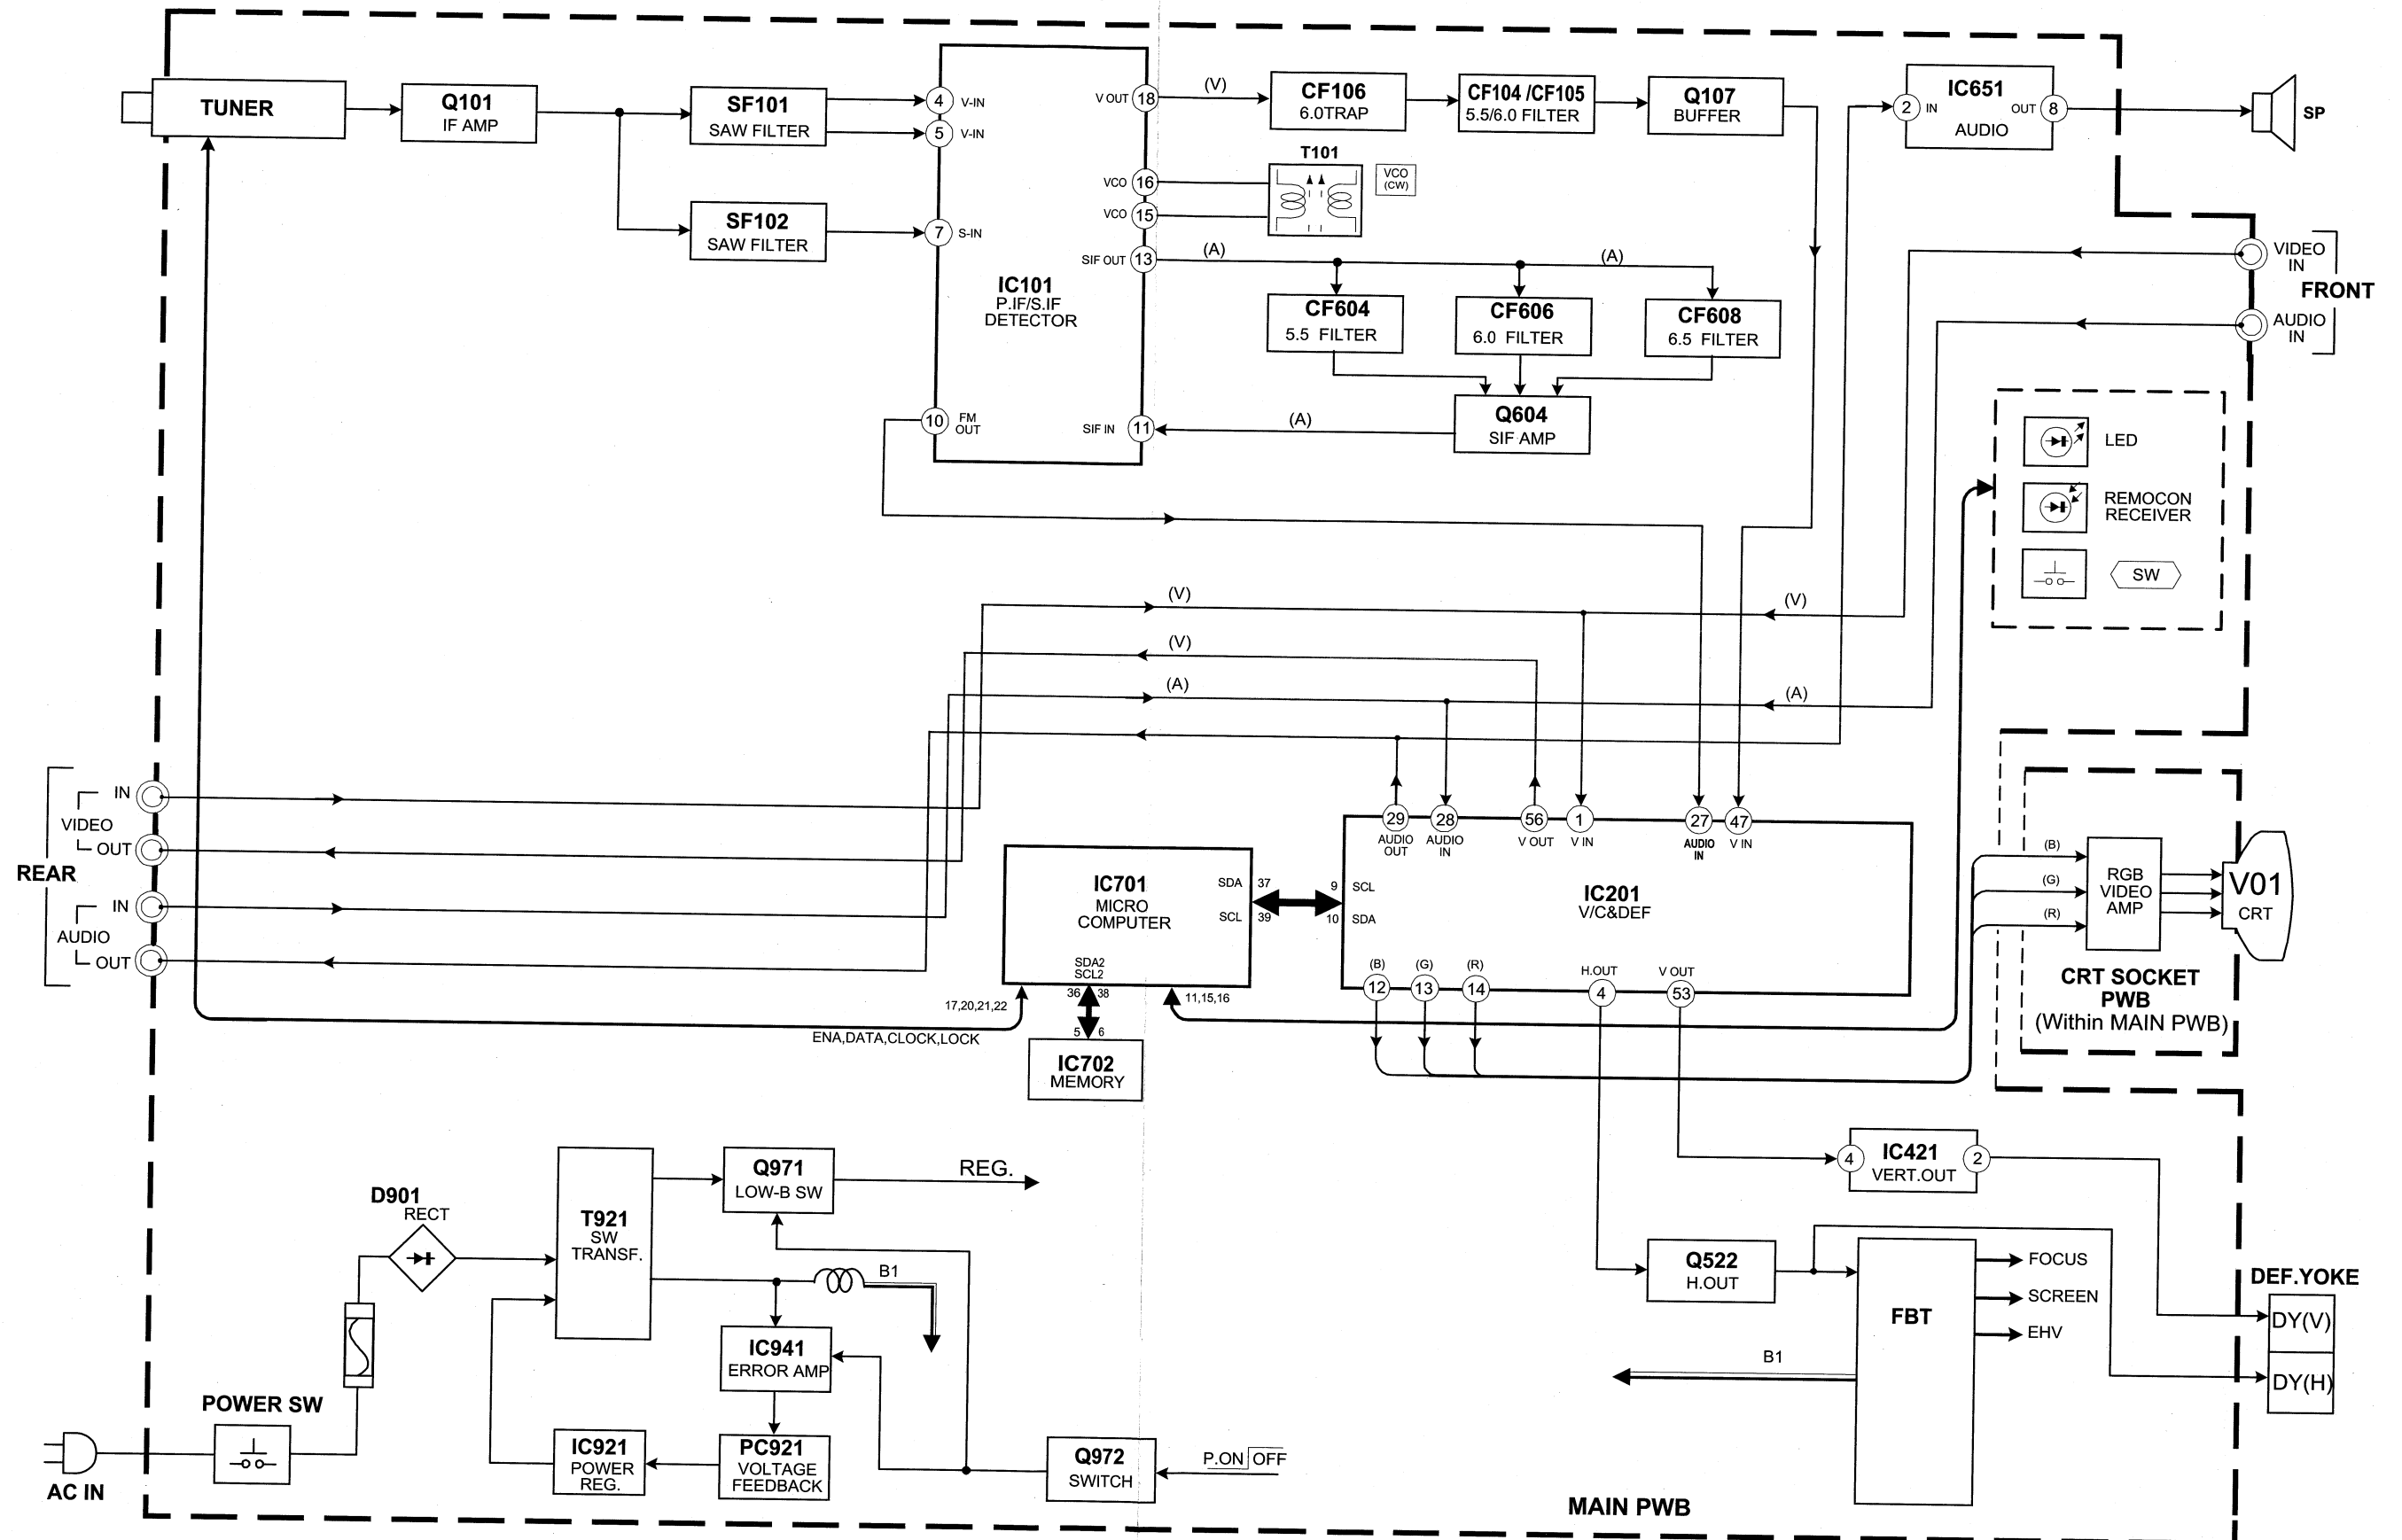 TUNER
Q101
IF AMP
SF101
SAW FILTER
SF102
SAW FILTER
4 V-IN
5 V-IN
7 S-IN
IC101
P.IF/S.IF
DETECTOR
V OUT 18
VCO 16
VCO 15
SIF OUT 13
SIF IN 11
10 FM
OUT
(V)
CF106
6.0TRAP
CF104 /CF105
5.5/6.0 FILTER
Q107
BUFFER
T101
VCO
(CW)
(A)
(A)
CF604
5.5 FILTER
CF606
6.0 FILTER
CF608
6.5 FILTER
Q604
SIF AMP
(A)
IC651
2 IN
OUT 8
AUDIO
SP
VIDEO
IN
FRONT
AUDIO
IN
LED
REMOCON
RECEIVER
SW
(V)
(V)
(V)
(A)
(A)
REAR
IN
VIDEO
OUT
IN
AUDIO
OUT
29
AUDIO
OUT
28
AUDIO
IN
56
V OUT
1
V IN
27
AUDIO
IN
47
V IN
IC701
MICRO
COMPUTER
SDA 37
SCL 39
SDA2
SCL2
36 38
5 6
17,20,21,22
11,15,16
ENA,DATA,CLOCK,LOCK
IC702
MEMORY
9 SCL
10 SDA
IC201
V/C&DEF
(B)
12
(G)
13
(R)
14
H.OUT
4
V OUT
53
(B)
(G)
(R)
RGB
VIDEO
AMP
V01
CRT
CRT SOCKET
PWB
(Within MAIN PWB)
D901
RECT
T921
SW
TRANSF.
Q971
LOW-B SW
REG.
B1
IC941
ERROR AMP
IC921
POWER
REG.
PC921
VOLTAGE
FEEDBACK
Q972
SWITCH
P.ON OFF
POWER SW
AC IN
4
IC421
VERT.OUT
2
Q522
H.OUT
FBT
FOCUS
SCREEN
EHV
B1
DEF.YOKE
DY(V)
DY(H)
MAIN PWB